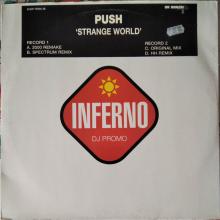 PUSH
'STRANGE WORLD'
RECORD 1
A. 2000 REMAKE
B. SPECTRUM REMIX
RECORD 2
C. ORIGINAL MIX
D. HH REMIX
INFERNO
DJ PROMO